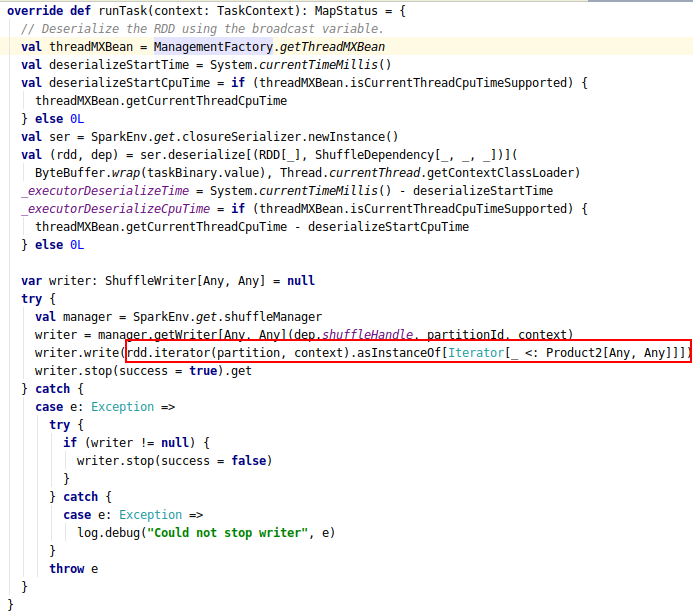 override def runTask(context: TaskContext): MapStatus = {
  // Deserialize the RDD using the broadcast variable.
  val threadMXBean = ManagementFactory.getThreadMXBean
  val deserializeStartTime = System.currentTimeMillis()
  val deserializeStartCpuTime = if (threadMXBean.isCurrentThreadCpuTimeSupported) {
    threadMXBean.getCurrentThreadCpuTime
  } else 0L
  val ser = SparkEnv.get.closureSerializer.newInstance()
  val (rdd, dep) = ser.deserialize[(RDD[_], ShuffleDependency[_, _, _])](
    ByteBuffer.wrap(taskBinary.value), Thread.currentThread.getContextClassLoader)
  _executorDeserializeTime = System.currentTimeMillis() - deserializeStartTime
  _executorDeserializeCpuTime = if (threadMXBean.isCurrentThreadCpuTimeSupported) {
    threadMXBean.getCurrentThreadCpuTime - deserializeStartCpuTime
  } else 0L

  var writer: ShuffleWriter[Any, Any] = null
  try {
    val manager = SparkEnv.get.shuffleManager
    writer = manager.getWriter[Any, Any](dep.shuffleHandle, partitionId, context)
    writer.write(rdd.iterator(partition, context).asInstanceOf[Iterator[_ <: Product2[Any, Any]]])
    writer.stop(success = true).get
  } catch {
    case e: Exception =>
      try {
        if (writer != null) {
          writer.stop(success = false)
        }
      } catch {
        case e: Exception =>
          log.debug("Could not stop writer", e)
      }
      throw e
  }
}